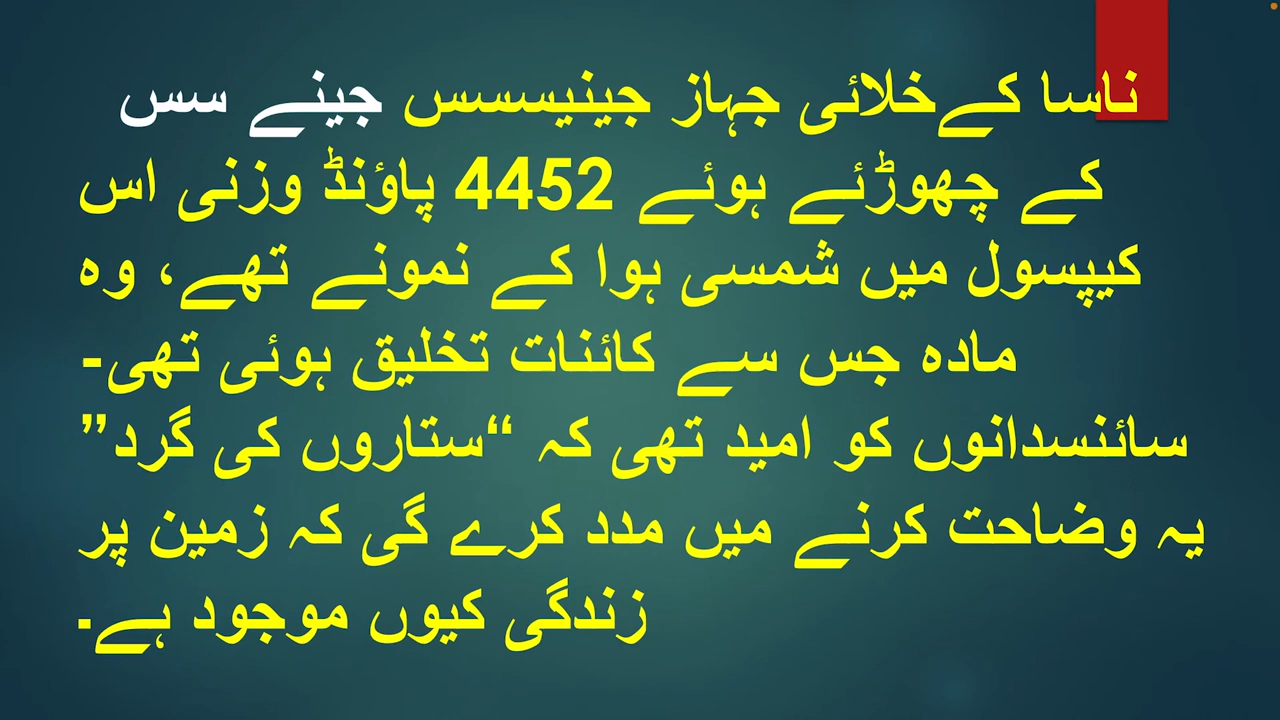 ناسا کےخلائی جہاز جینیسسس جینے سس
کے چھوڑئے ہوئے 4452 پاؤنڈ وزنی اس
کیپسول میں شمسی ہوا کے نمونے تھے، وہ
مادہ جس سے کائنات تخلیق ہوئی تھی۔
سائنسدانوں کو امید تھی کہ “ستاروں کی گرد”
یہ وضاحت کرنے میں مدد کرے گی کہ زمین پر
زندگی کیوں موجود ہے۔